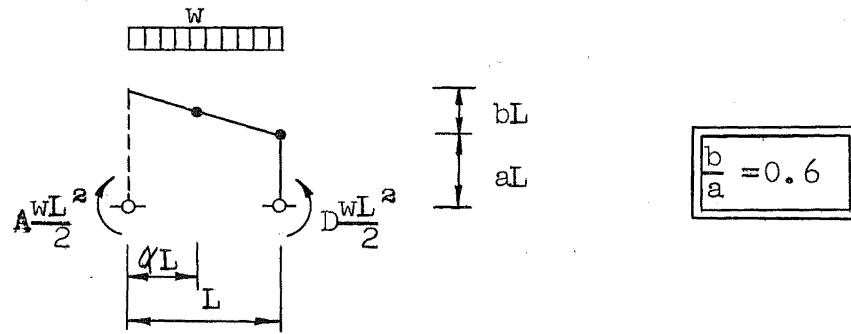 w
bL
aL
b/a = 0.6
A wL²/2
D wL²/2
αL
L